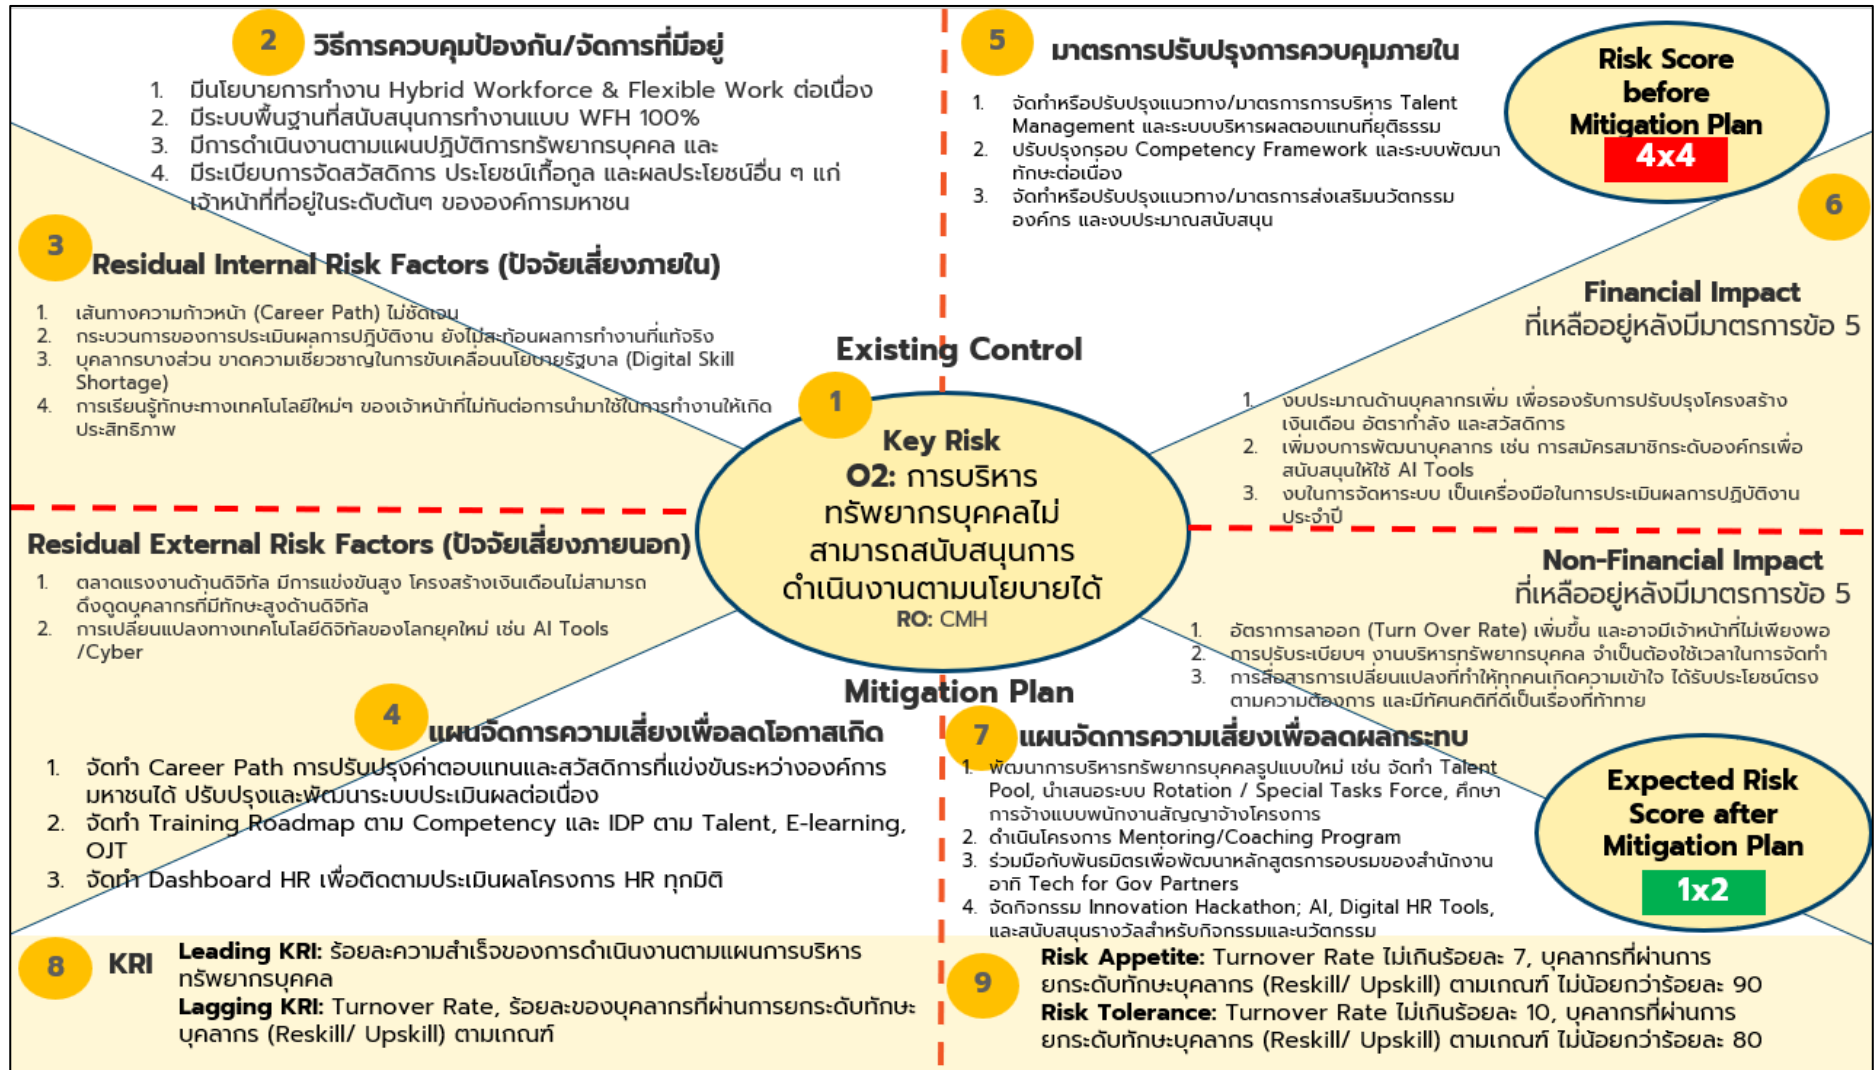 2
วิธีการควบคุมป้องกัน/จัดการที่มีอยู่
1. มีนโยบายการทำงาน Hybrid Workforce & Flexible Work ต่อเนื่อง
2. มีระบบพื้นฐานที่สนับสนุนการทำงานแบบ WFH 100%
3. มีการดำเนินงานตามแผนปฏิบัติการทรัพยากรบุคคล และ
4. มีระเบียบการจัดสวัสดิการ ประโยชน์เกื้อกูล และผลประโยชน์อื่น ๆ แก่
เจ้าหน้าที่ที่อยู่ในระดับต้นๆ ขององค์การมหาชน
3
Residual Internal Risk Factors (ปัจจัยเสี่ยงภายใน)
1. เส้นทางความก้าวหน้า (Career Path) ไม่ชัดเจน
2. กระบวนการของการประเมินผลการปฏิบัติงาน ยังไม่สะท้อนผลการทำงานที่แท้จริง
3. บุคลากรบางส่วน ขาดความเชี่ยวชาญในการขับเคลื่อนนโยบายรัฐบาล (Digital Skill
Shortage)
4. การเรียนรู้ทักษะทางเทคโนโลยีใหม่ๆ ของเจ้าหน้าที่ไม่ทันต่อการนำมาใช้ในการทำงานให้เกิด
ประสิทธิภาพ
Residual External Risk Factors (ปัจจัยเสี่ยงภายนอก)
1. ตลาดแรงงานด้านดิจิทัล มีการแข่งขันสูง โครงสร้างเงินเดือนไม่สามารถ
ดึงดูดบุคลากรที่มีทักษะสูงด้านดิจิทัล
2. การเปลี่ยนแปลงทางเทคโนโลยีดิจิทัลของโลกยุคใหม่ เช่น AI Tools
/Cyber
Existing Control
1
Key Risk
O2: การบริหาร
ทรัพยากรบุคคลไม่
สามารถสนับสนุนการ
ดำเนินงานตามนโยบายได้
RO: CMH
Mitigation Plan
4
แผนจัดการความเสี่ยงเพื่อลดโอกาสเกิด
1. จัดทำ Career Path การปรับปรุงค่าตอบแทนและสวัสดิการที่แข่งขันระหว่างองค์การ
มหาชนได้ ปรับปรุงและพัฒนาระบบประเมินผลต่อเนื่อง
2. จัดทำ Training Roadmap ตาม Competency และ IDP ตาม Talent, E-learning,
OJT
3. จัดทำ Dashboard HR เพื่อติดตามประเมินผลโครงการ HR ทุกมิติ
5
มาตรการปรับปรุงการควบคุมภายใน
1. จัดทำหรือปรับปรุงแนวทาง/มาตรการการบริหาร Talent
Management และระบบบริหารผลตอบแทนที่ยุติธรรม
2. ปรับปรุงกรอบ Competency Framework และระบบพัฒนา
ทักษะต่อเนื่อง
3. จัดทำหรือปรับปรุงแนวทาง/มาตรการส่งเสริมนวัตกรรม
องค์กร และงบประมาณสนับสนุน
Risk Score
before
Mitigation Plan
4x4
6
Financial Impact
ที่เหลืออยู่หลังมีมาตรการข้อ 5
1. งบประมาณด้านบุคลากรเพิ่ม เพื่อรองรับการปรับปรุงโครงสร้าง
เงินเดือน อัตรากำลัง และสวัสดิการ
2. เพิ่มงบการพัฒนาบุคลากร เช่น การสมัครสมาชิกระดับองค์กรเพื่อ
สนับสนุนให้ใช้ AI Tools
3. งบในการจัดหาระบบ เป็นเครื่องมือในการประเมินผลการปฏิบัติงาน
ประจำปี
Non-Financial Impact
ที่เหลืออยู่หลังมีมาตรการข้อ 5
1. อัตราการลาออก (Turn Over Rate) เพิ่มขึ้น และอาจมีเจ้าหน้าที่ไม่เพียงพอ
2. การปรับระเบียบฯ งานบริหารทรัพยากรบุคคล จำเป็นต้องใช้เวลาในการจัดทำ
3. การสื่อสารการเปลี่ยนแปลงที่ทำให้ทุกคนเกิดความเข้าใจ ได้รับประโยชน์ตรง
ตามความต้องการ และมีทัศนคติที่ดีเป็นเรื่องที่ท้าทาย
7
แผนจัดการความเสี่ยงเพื่อลดผลกระทบ
1. พัฒนาการบริหารทรัพยากรบุคคลรูปแบบใหม่ เช่น จัดทำ Talent
Pool, นำเสนอระบบ Rotation / Special Tasks Force, ศึกษา
การจ้างแบบพนักงานสัญญาจ้างโครงการ
2. ดำเนินโครงการ Mentoring/Coaching Program
3. ร่วมมือกับพันธมิตรเพื่อพัฒนาหลักสูตรการอบรมของสำนักงาน
อาทิ Tech for Gov Partners
4. จัดกิจกรรม Innovation Hackathon; AI, Digital HR Tools,
และสนับสนุนรางวัลสำหรับกิจกรรมและนวัตกรรม
Expected Risk
Score after
Mitigation Plan
1x2
8
KRI
Leading KRI: ร้อยละความสำเร็จของการดำเนินงานตามแผนการบริหาร
ทรัพยากรบุคคล
Lagging KRI: Turnover Rate, ร้อยละของบุคลากรที่ผ่านการยกระดับทักษะ
บุคลากร (Reskill/ Upskill) ตามเกณฑ์
9
Risk Appetite: Turnover Rate ไม่เกินร้อยละ 7, บุคลากรที่ผ่านการ
ยกระดับทักษะบุคลากร (Reskill/ Upskill) ตามเกณฑ์ ไม่น้อยกว่าร้อยละ 90
Risk Tolerance: Turnover Rate ไม่เกินร้อยละ 10, บุคลากรที่ผ่านการ
ยกระดับทักษะบุคลากร (Reskill/ Upskill) ตามเกณฑ์ ไม่น้อยกว่าร้อยละ 80